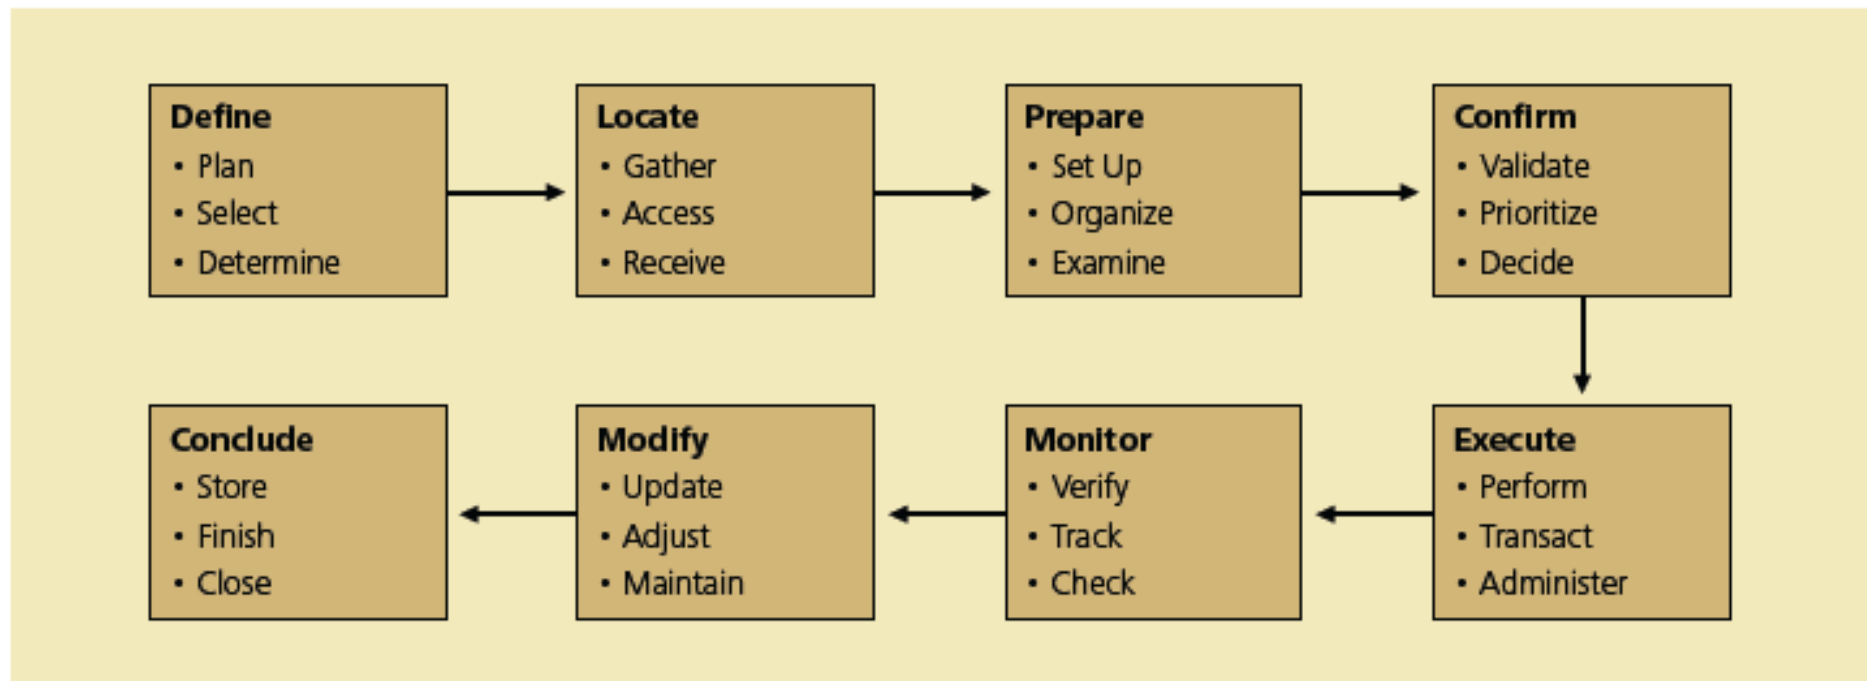 Define
• Plan
• Select
• Determine
Locate
• Gather
• Access
• Receive
Prepare
• Set Up
• Organize
• Examine
Confirm
• Validate
• Prioritize
• Decide
Execute
• Perform
• Transact
• Administer
Monitor
• Verify
• Track
• Check
Modify
• Update
• Adjust
• Maintain
Conclude
• Store
• Finish
• Close